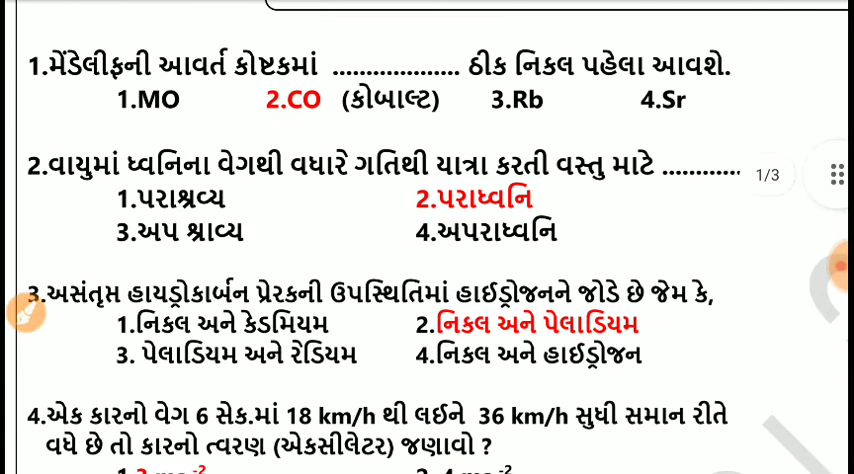 1.મેંડેલીફની આવર્ત કોષ્ટકમાં ................... ઠીક નિકલ પહેલા આવશે.
1.MO 2.CO (કોબાલ્ટ) 3.Rb 4.Sr
2.વાયુમાં ધ્વનિના વેગથી વધારે ગતિથી યાત્રા કરતી વસ્તુ માટે ............
1/3
1.પરાશ્રવ્ય 2.પરાધ્વનિ
3.અપ શ્રાવ્ય 4.અપરાધ્વનિ
3.અસંતૃપ્ત હાયડ્રોકાર્બન પ્રેરકની ઉપસ્થિતિમાં હાઈડ્રોજનને જોડે છે જેમ કે,
1.નિકલ અને કેડમિયમ 2.નિકલ અને પેલાડિયમ
3. પેલાડિયમ અને રેડિયમ 4.નિકલ અને હાઈડ્રોજન
4.એક કારનો વેગ 6 સેક.માં 18 km/h થી લઈને 36 km/h સુધી સમાન રીતે
વધે છે તો કારનો ત્વરણ (એકસીલેટર) જણાવો ?